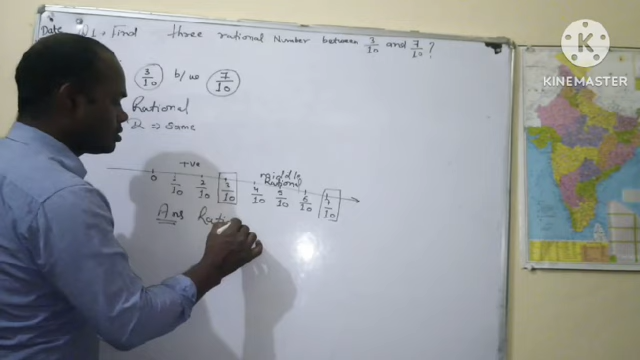 Date Q1 → Find three rational Number between 3/10 and 7/10 ?
3/10 b/w 7/10
Rational
R ⇒ same
+ve
Rational
0 1/10 2/10 3/10 4/10 5/10 6/10 7/10
Ans Rati
KINEMASTER